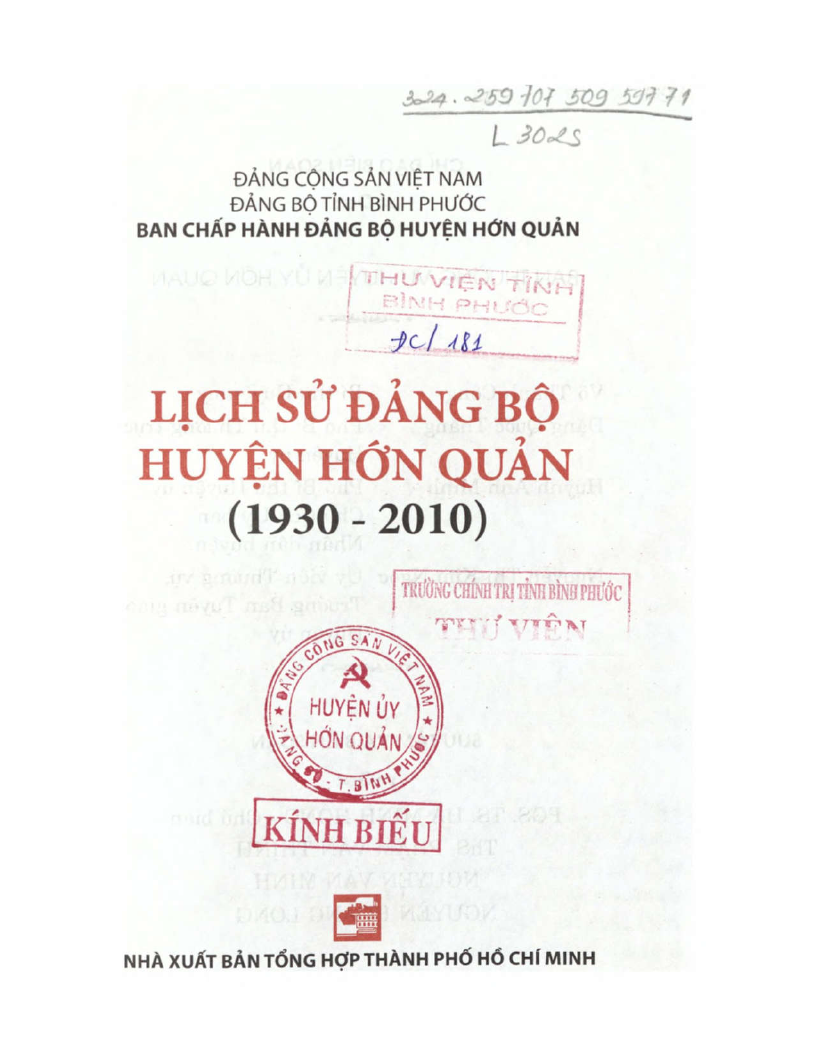 324.259 707 509 597 71
L 302S
ĐẢNG CỘNG SẢN VIỆT NAM
ĐẢNG BỘ TỈNH BÌNH PHƯỚC
BAN CHẤP HÀNH ĐẢNG BỘ HUYỆN HỚN QUẢN
THƯ VIỆN TỈNH
BÌNH PHƯỚC
ĐC/ 181
LỊCH SỬ ĐẢNG BỘ
HUYỆN HỚN QUẢN
(1930 - 2010)
TRƯỜNG CHÍNH TRỊ TỈNH BÌNH PHƯỚC
THƯ VIỆN
ĐẢNG CỘNG SẢN VIỆT NAM
HUYỆN ỦY
HỚN QUẢN
ĐẢNG BỘ - T. BÌNH PHƯỚC
KÍNH BIẾU
NHÀ XUẤT BẢN TỔNG HỢP THÀNH PHỐ HỒ CHÍ MINH